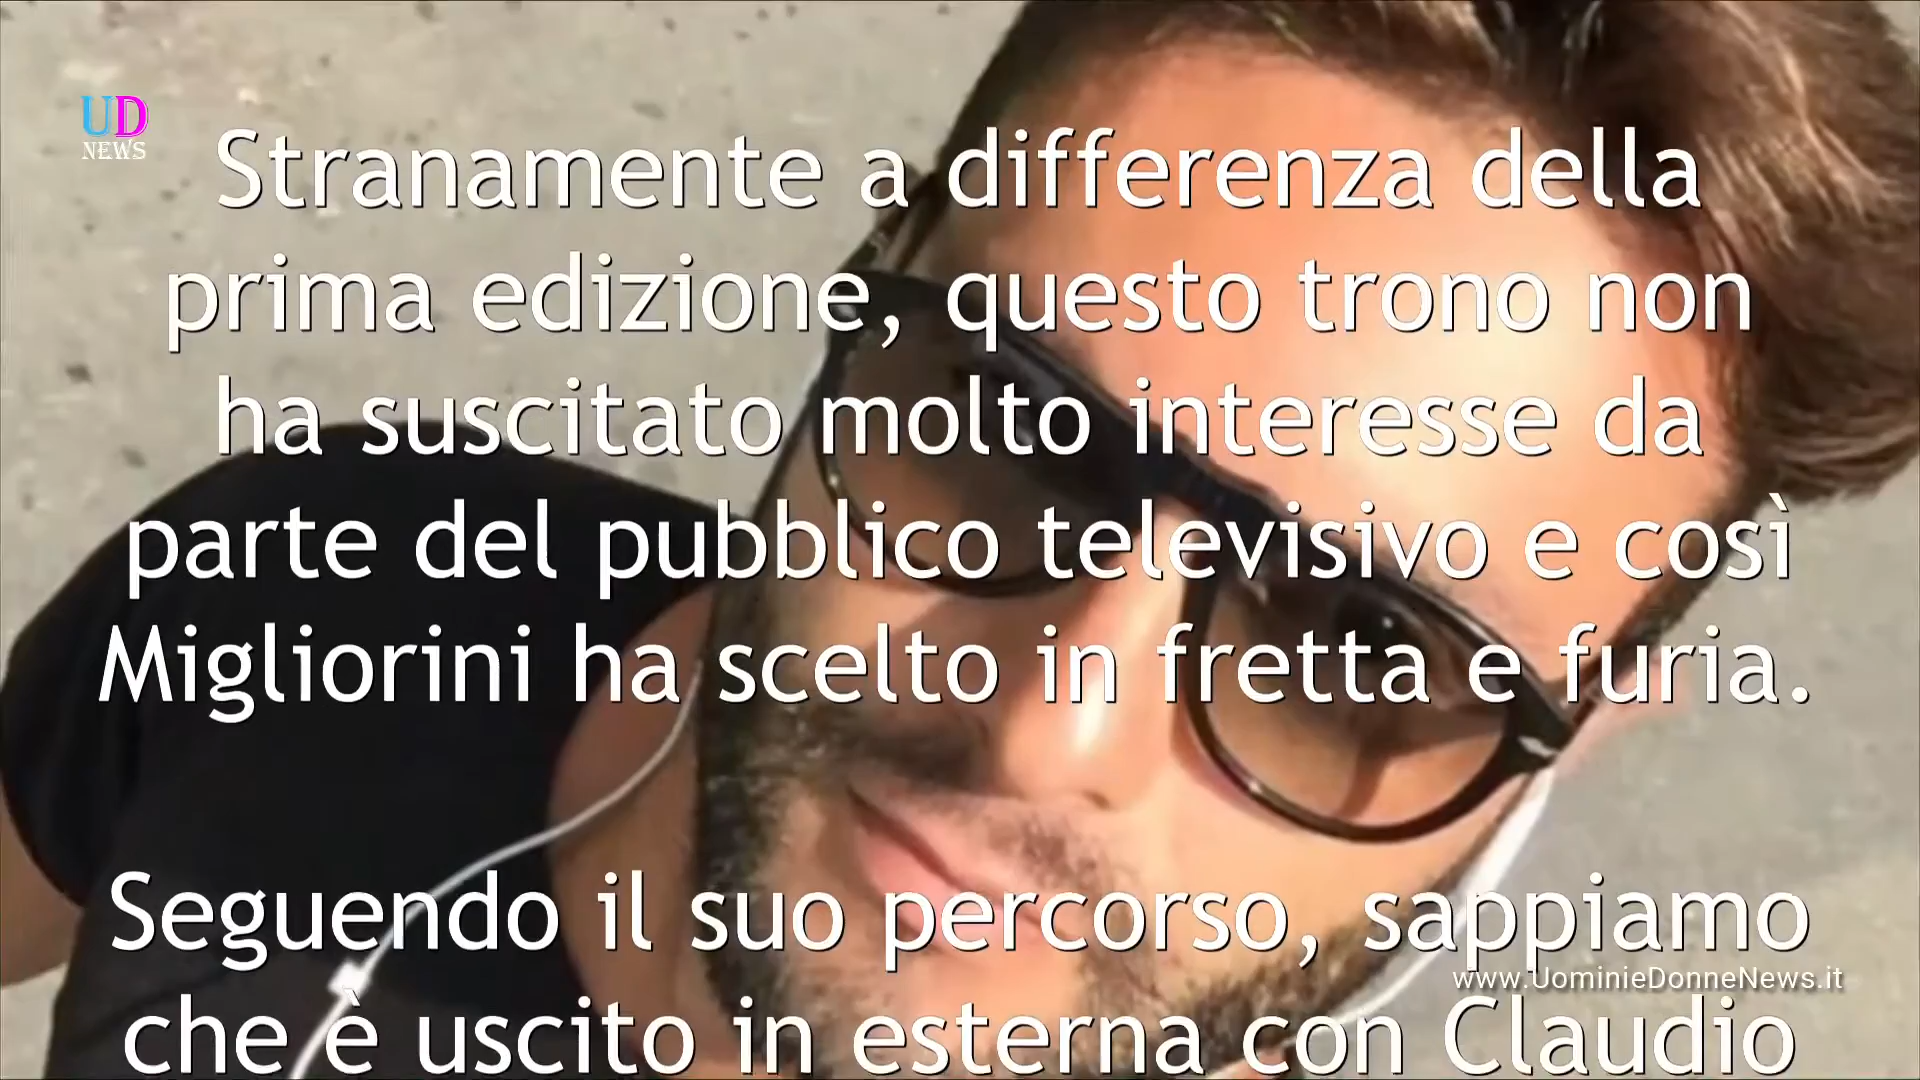 UD
NEWS
Stranamente a differenza della
prima edizione, questo trono non
ha suscitato molto interesse da
parte del pubblico televisivo e così
Migliorini ha scelto in fretta e furia.
Seguendo il suo percorso, sappiamo
www.UominieDonneNews.it
che è uscito in esterna con Claudio